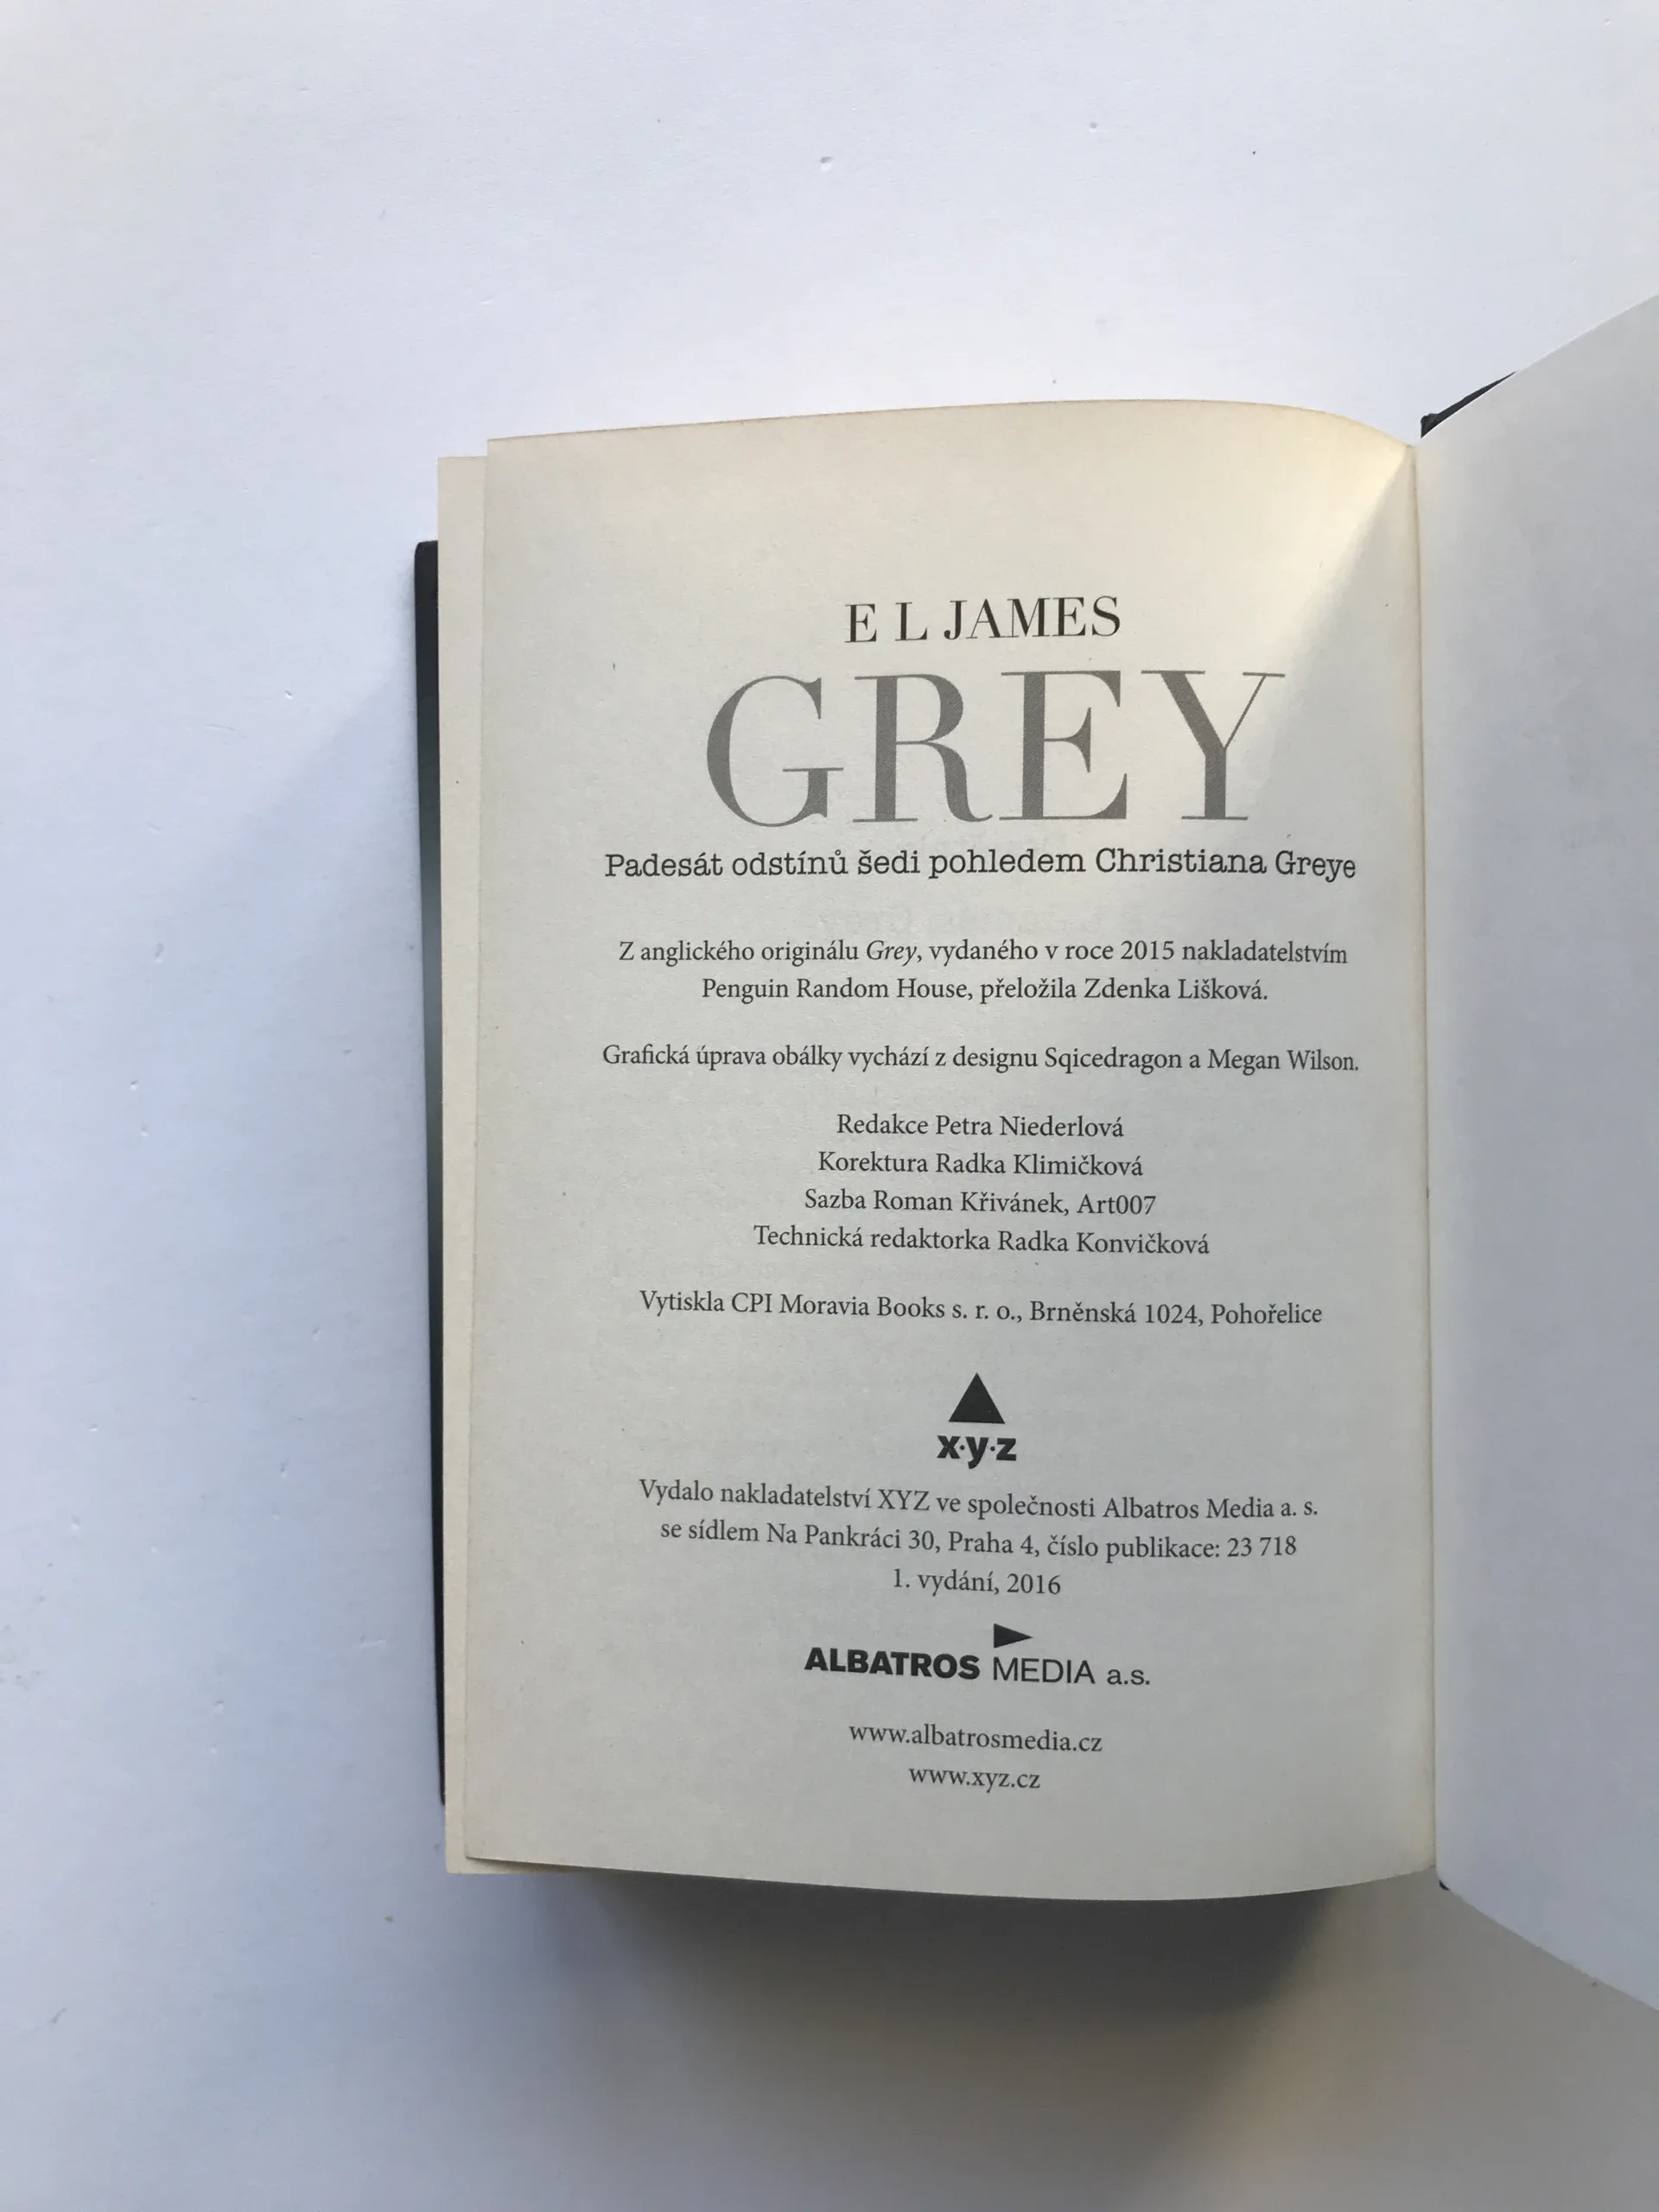 E L JAMES
GREY
Padesát odstínů šedi pohledem Christiana Greye
Z anglického originálu Grey, vydaného v roce 2015 nakladatelstvím
Penguin Random House, přeložila Zdenka Lišková.
Grafická úprava obálky vychází z designu Sqicedragon a Megan Wilson.
Redakce Petra Niederlová
Korektura Radka Klimičková
Sazba Roman Křivánek, Art007
Technická redaktorka Radka Konvičková
Vytiskla CPI Moravia Books s. r. o., Brněnská 1024, Pohořelice
x·y·z
Vydalo nakladatelství XYZ ve společnosti Albatros Media a. s.
se sídlem Na Pankráci 30, Praha 4, číslo publikace: 23 718
1. vydání, 2016
ALBATROS MEDIA a.s.
www.albatrosmedia.cz
www.xyz.cz